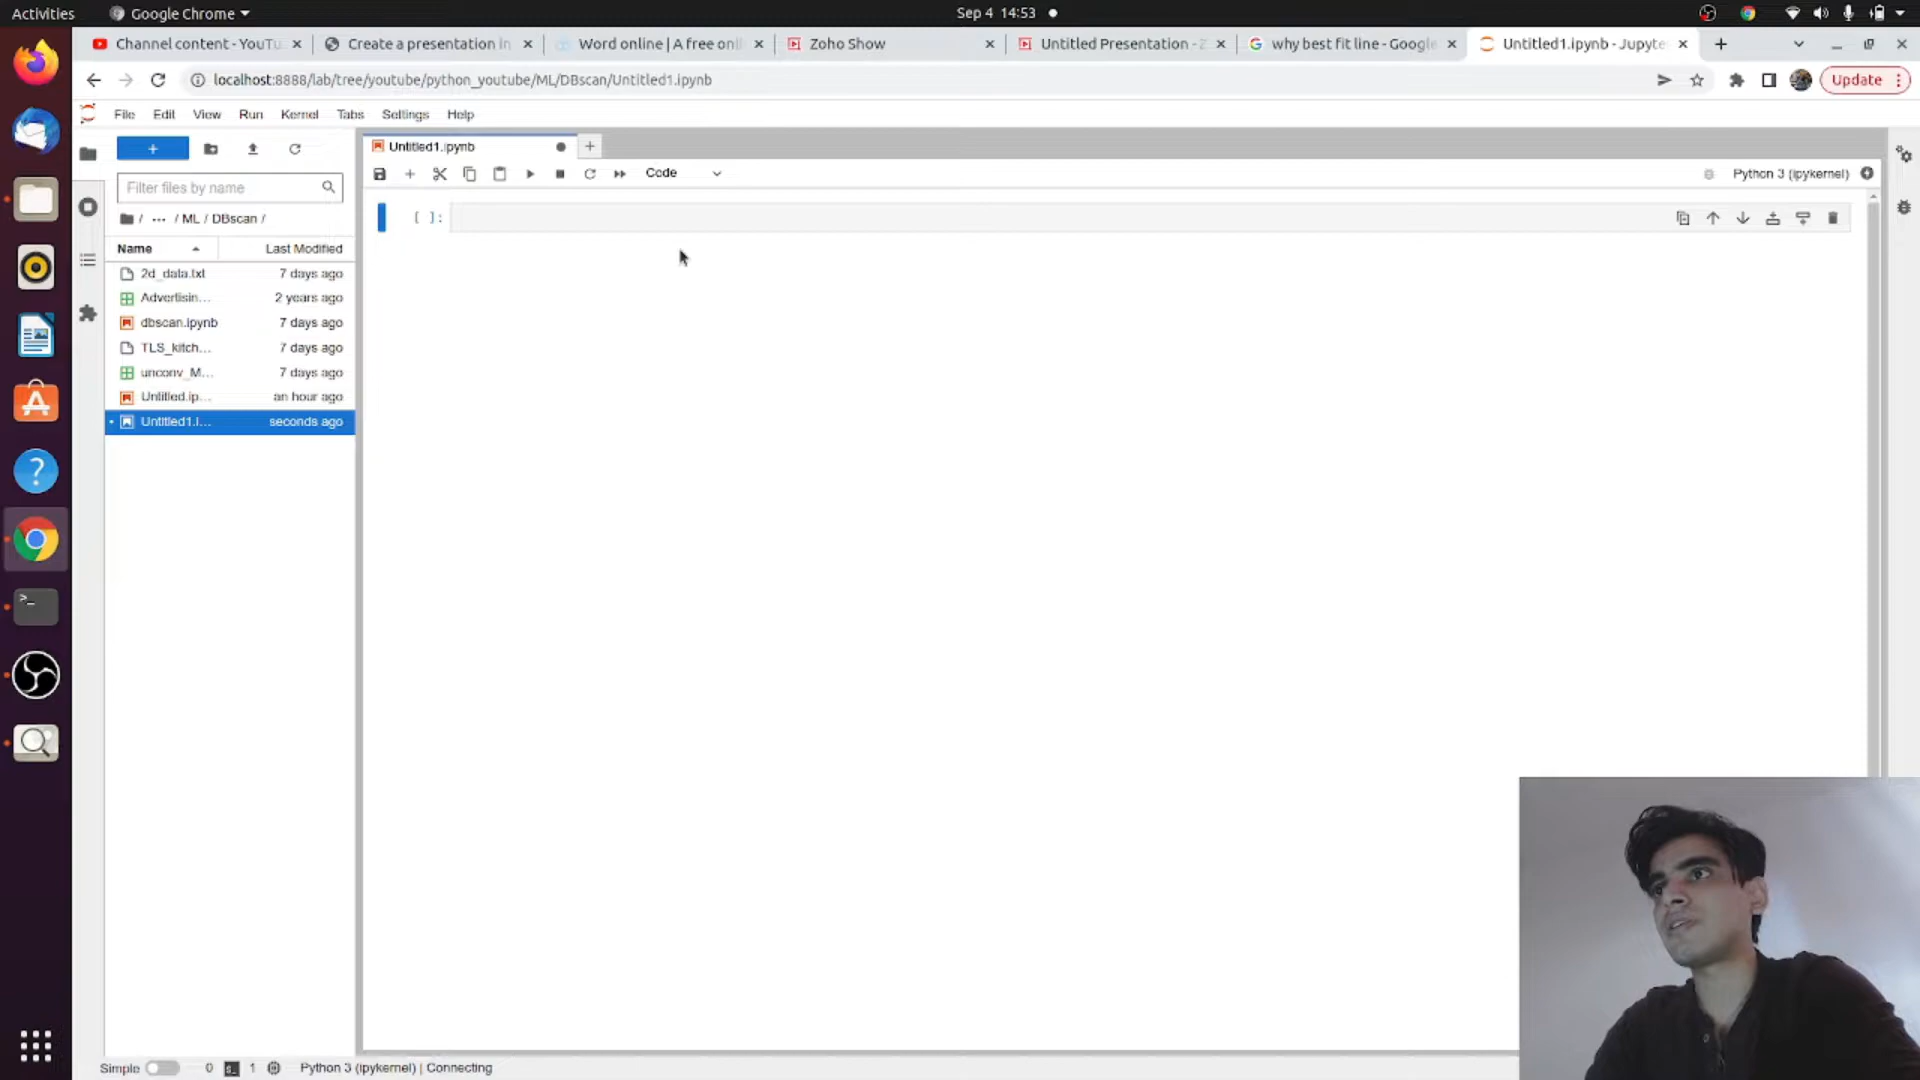 Activities
Google Chrome
Sep 4 14:53
Channel content - YouTu
Create a presentation in
Word online | A free onli
Zoho Show
Untitled Presentation - Z
why best fit line - Google
Untitled1.ipynb - Jupyte
localhost:8888/lab/tree/youtube/python_youtube/ML/DBscan/Untitled1.ipynb
Update
File Edit View Run Kernel Tabs Settings Help
Untitled1.ipynb
Filter files by name
Code
Python 3 (ipykernel)
/ ··· / ML / DBscan /
[ ]:
Name Last Modified
2d_data.txt 7 days ago
Advertisin... 2 years ago
dbscan.ipynb 7 days ago
TLS_kitch... 7 days ago
unconv_M... 7 days ago
Untitled.ip... an hour ago
Untitled1.i... seconds ago
Simple 0 1 Python 3 (ipykernel) | Connecting